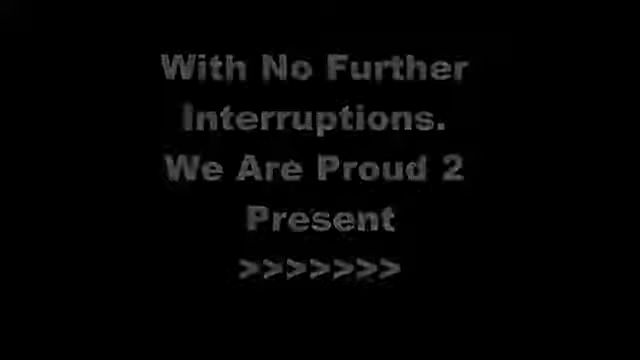 With No Further
Interruptions.
We Are Proud 2
Present
>>>>>>>